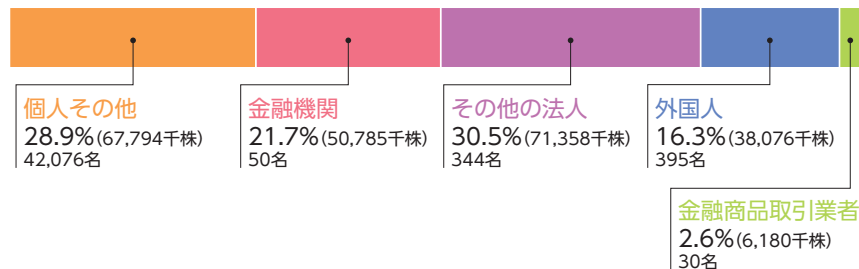 個人その他
28.9%(67,794千株)
42,076名
金融機関
21.7%(50,785千株)
50名
その他の法人
30.5%(71,358千株)
344名
外国人
16.3%(38,076千株)
395名
金融商品取引業者
2.6%(6,180千株)
30名